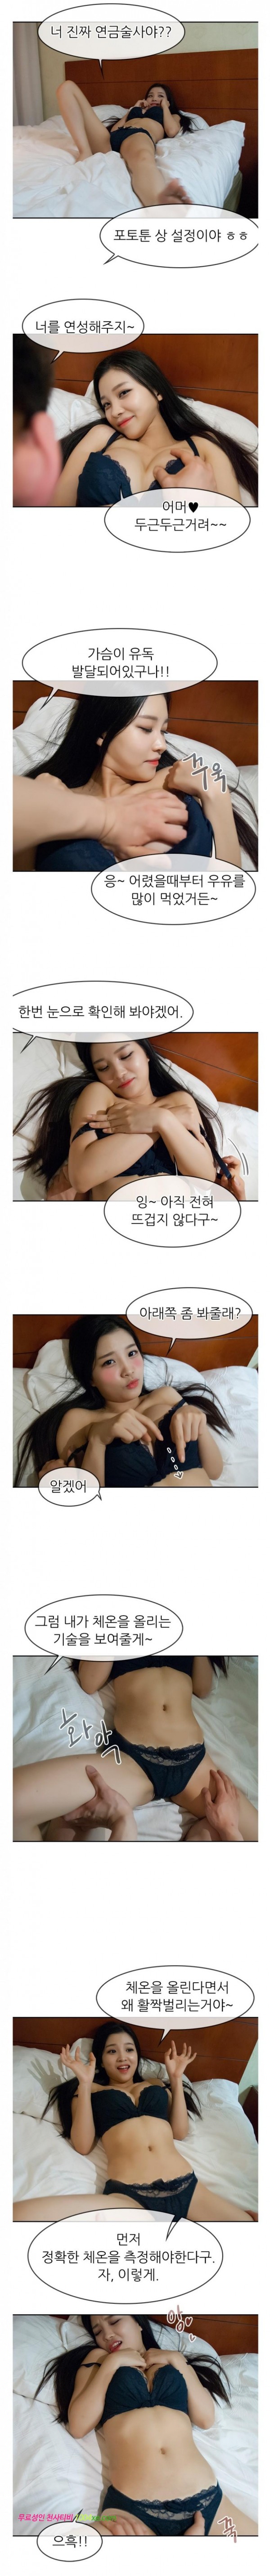 너 진짜 연금술사야??
포토툰 상 설정이야 ㅎㅎ
너를 연성해주지~
어머♥
두근두근거려~~
가슴이 유독
발달되어있구나!!
꾸욱
응~ 어렸을때부터 우유를
많이 먹었거든~
한번 눈으로 확인해 봐야겠어.
잉~ 아직 전혀
뜨겁지 않다구~
아래쪽 좀 봐줄래?
알겠어
그럼 내가 체온을 올리는
기술을 보여줄게~
화악
체온을 올린다면서
왜 활짝벌리는거야~
먼저
정확한 체온을 측정해야한다구.
자, 이렇게.
앙♥
꾹
무료성인 천사티비
으흑!!